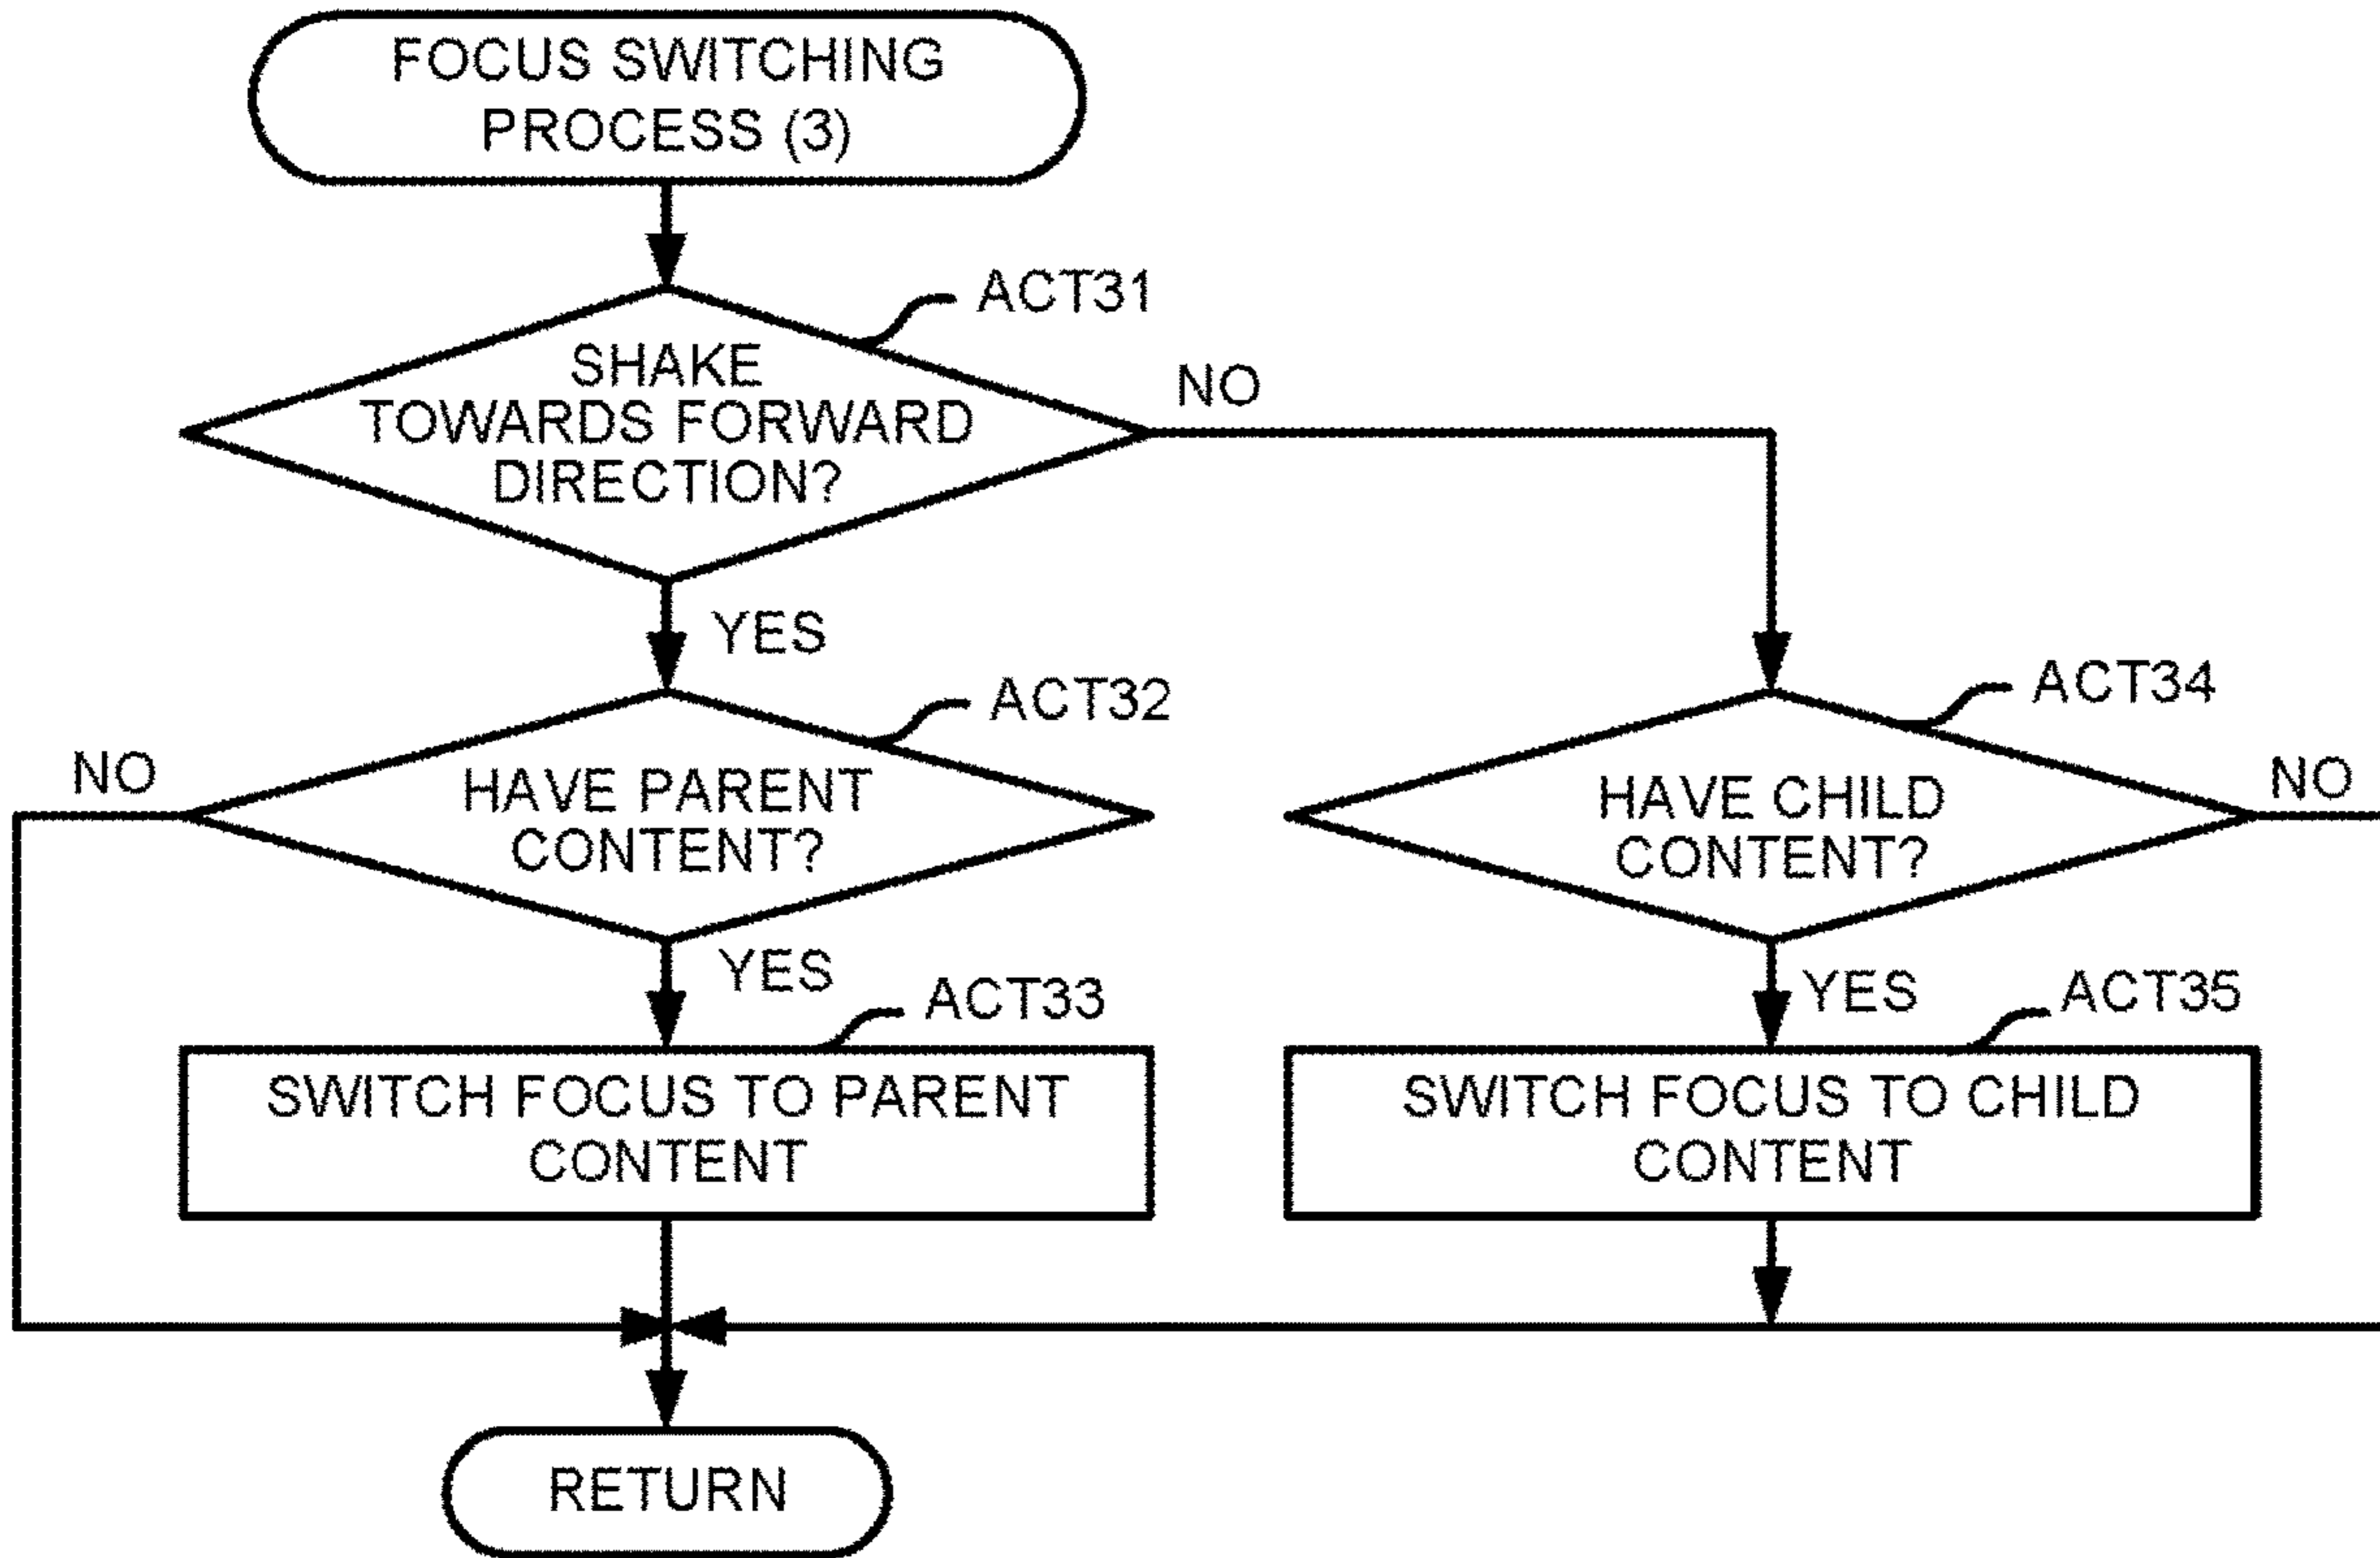 FOCUS SWITCHING
PROCESS (3)
ACT31
SHAKE
TOWARDS FORWARD
DIRECTION?
NO
YES
ACT32
NO
HAVE PARENT
CONTENT?
YES
ACT33
SWITCH FOCUS TO PARENT
CONTENT
ACT34
HAVE CHILD
CONTENT?
NO
YES
ACT35
SWITCH FOCUS TO CHILD
CONTENT
RETURN